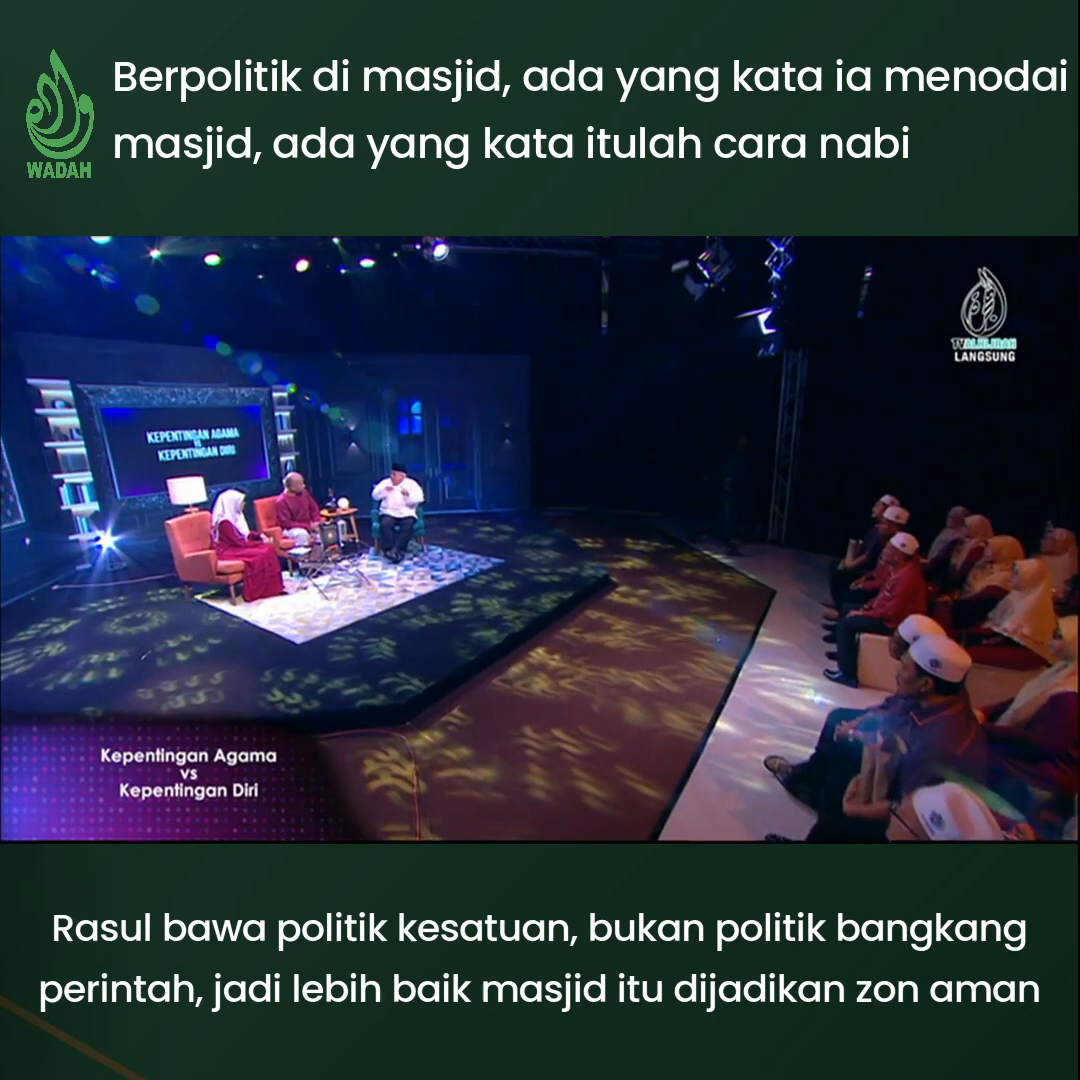 Berpolitik di masjid, ada yang kata ia menodai
masjid, ada yang kata itulah cara nabi
WADAH
TVALHIJRAH
LANGSUNG
KEPENTINGAN AGAMA
VS
KEPENTINGAN DIRI
Kepentingan Agama
vs
Kepentingan Diri
Rasul bawa politik kesatuan, bukan politik bangkang
perintah, jadi lebih baik masjid itu dijadikan zon aman